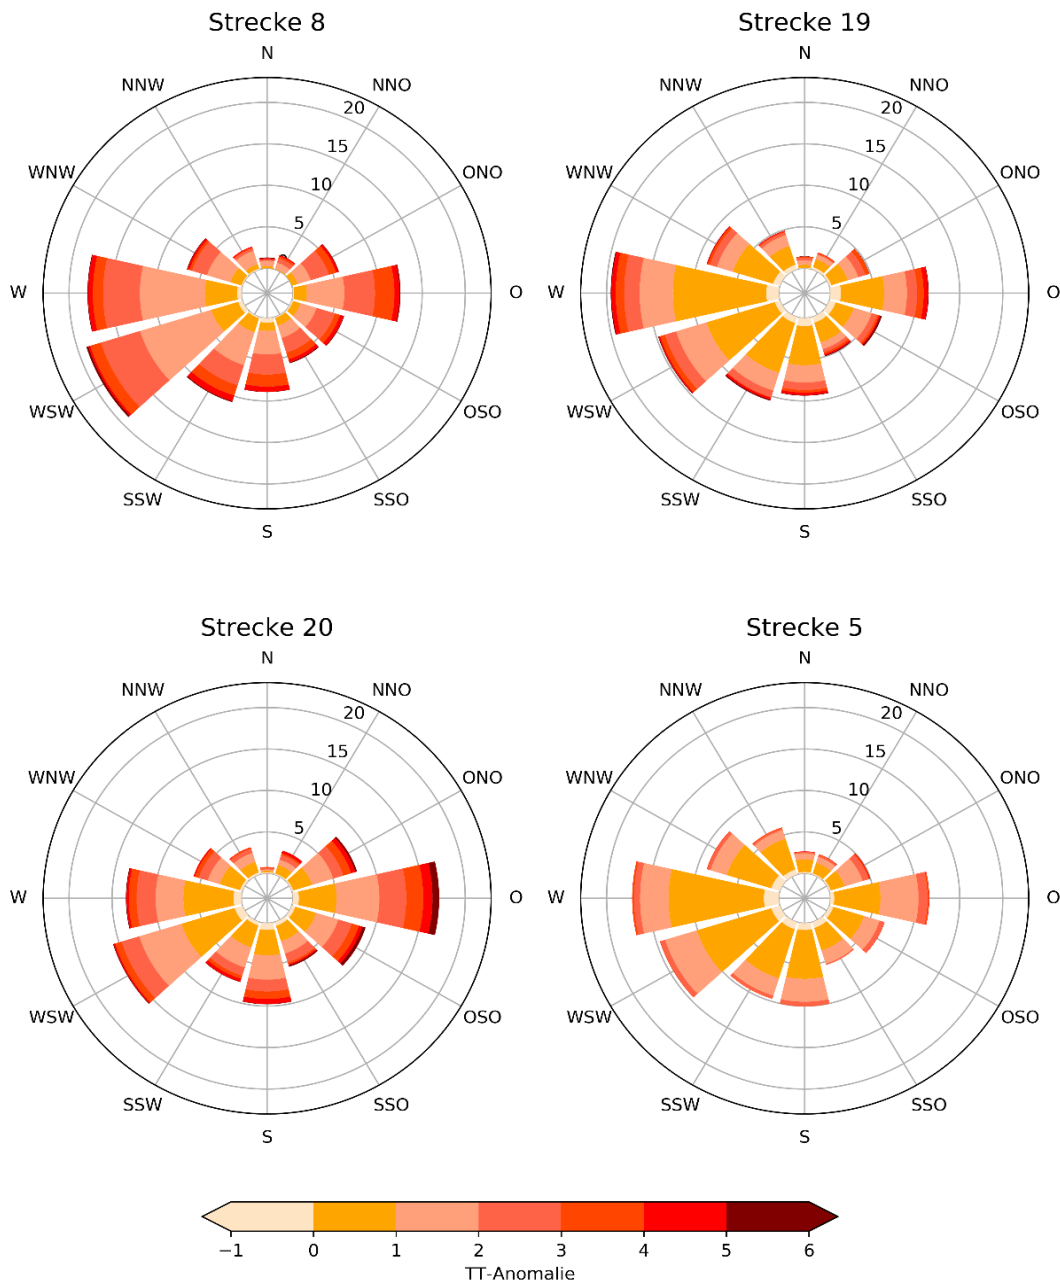 Strecke 8
N
NNW
NNO
20
15
WNW
ONO
10
5
W
O
WSW
OSO
SSW
SSO
S
Strecke 19
N
NNW
NNO
20
15
WNW
ONO
10
5
W
O
WSW
OSO
SSW
SSO
S
Strecke 20
N
NNW
NNO
20
15
WNW
ONO
10
5
W
O
WSW
OSO
SSW
SSO
S
Strecke 5
N
NNW
NNO
20
15
WNW
ONO
10
5
W
O
WSW
OSO
SSW
SSO
S
−1 0 1 2 3 4 5 6
TT-Anomalie